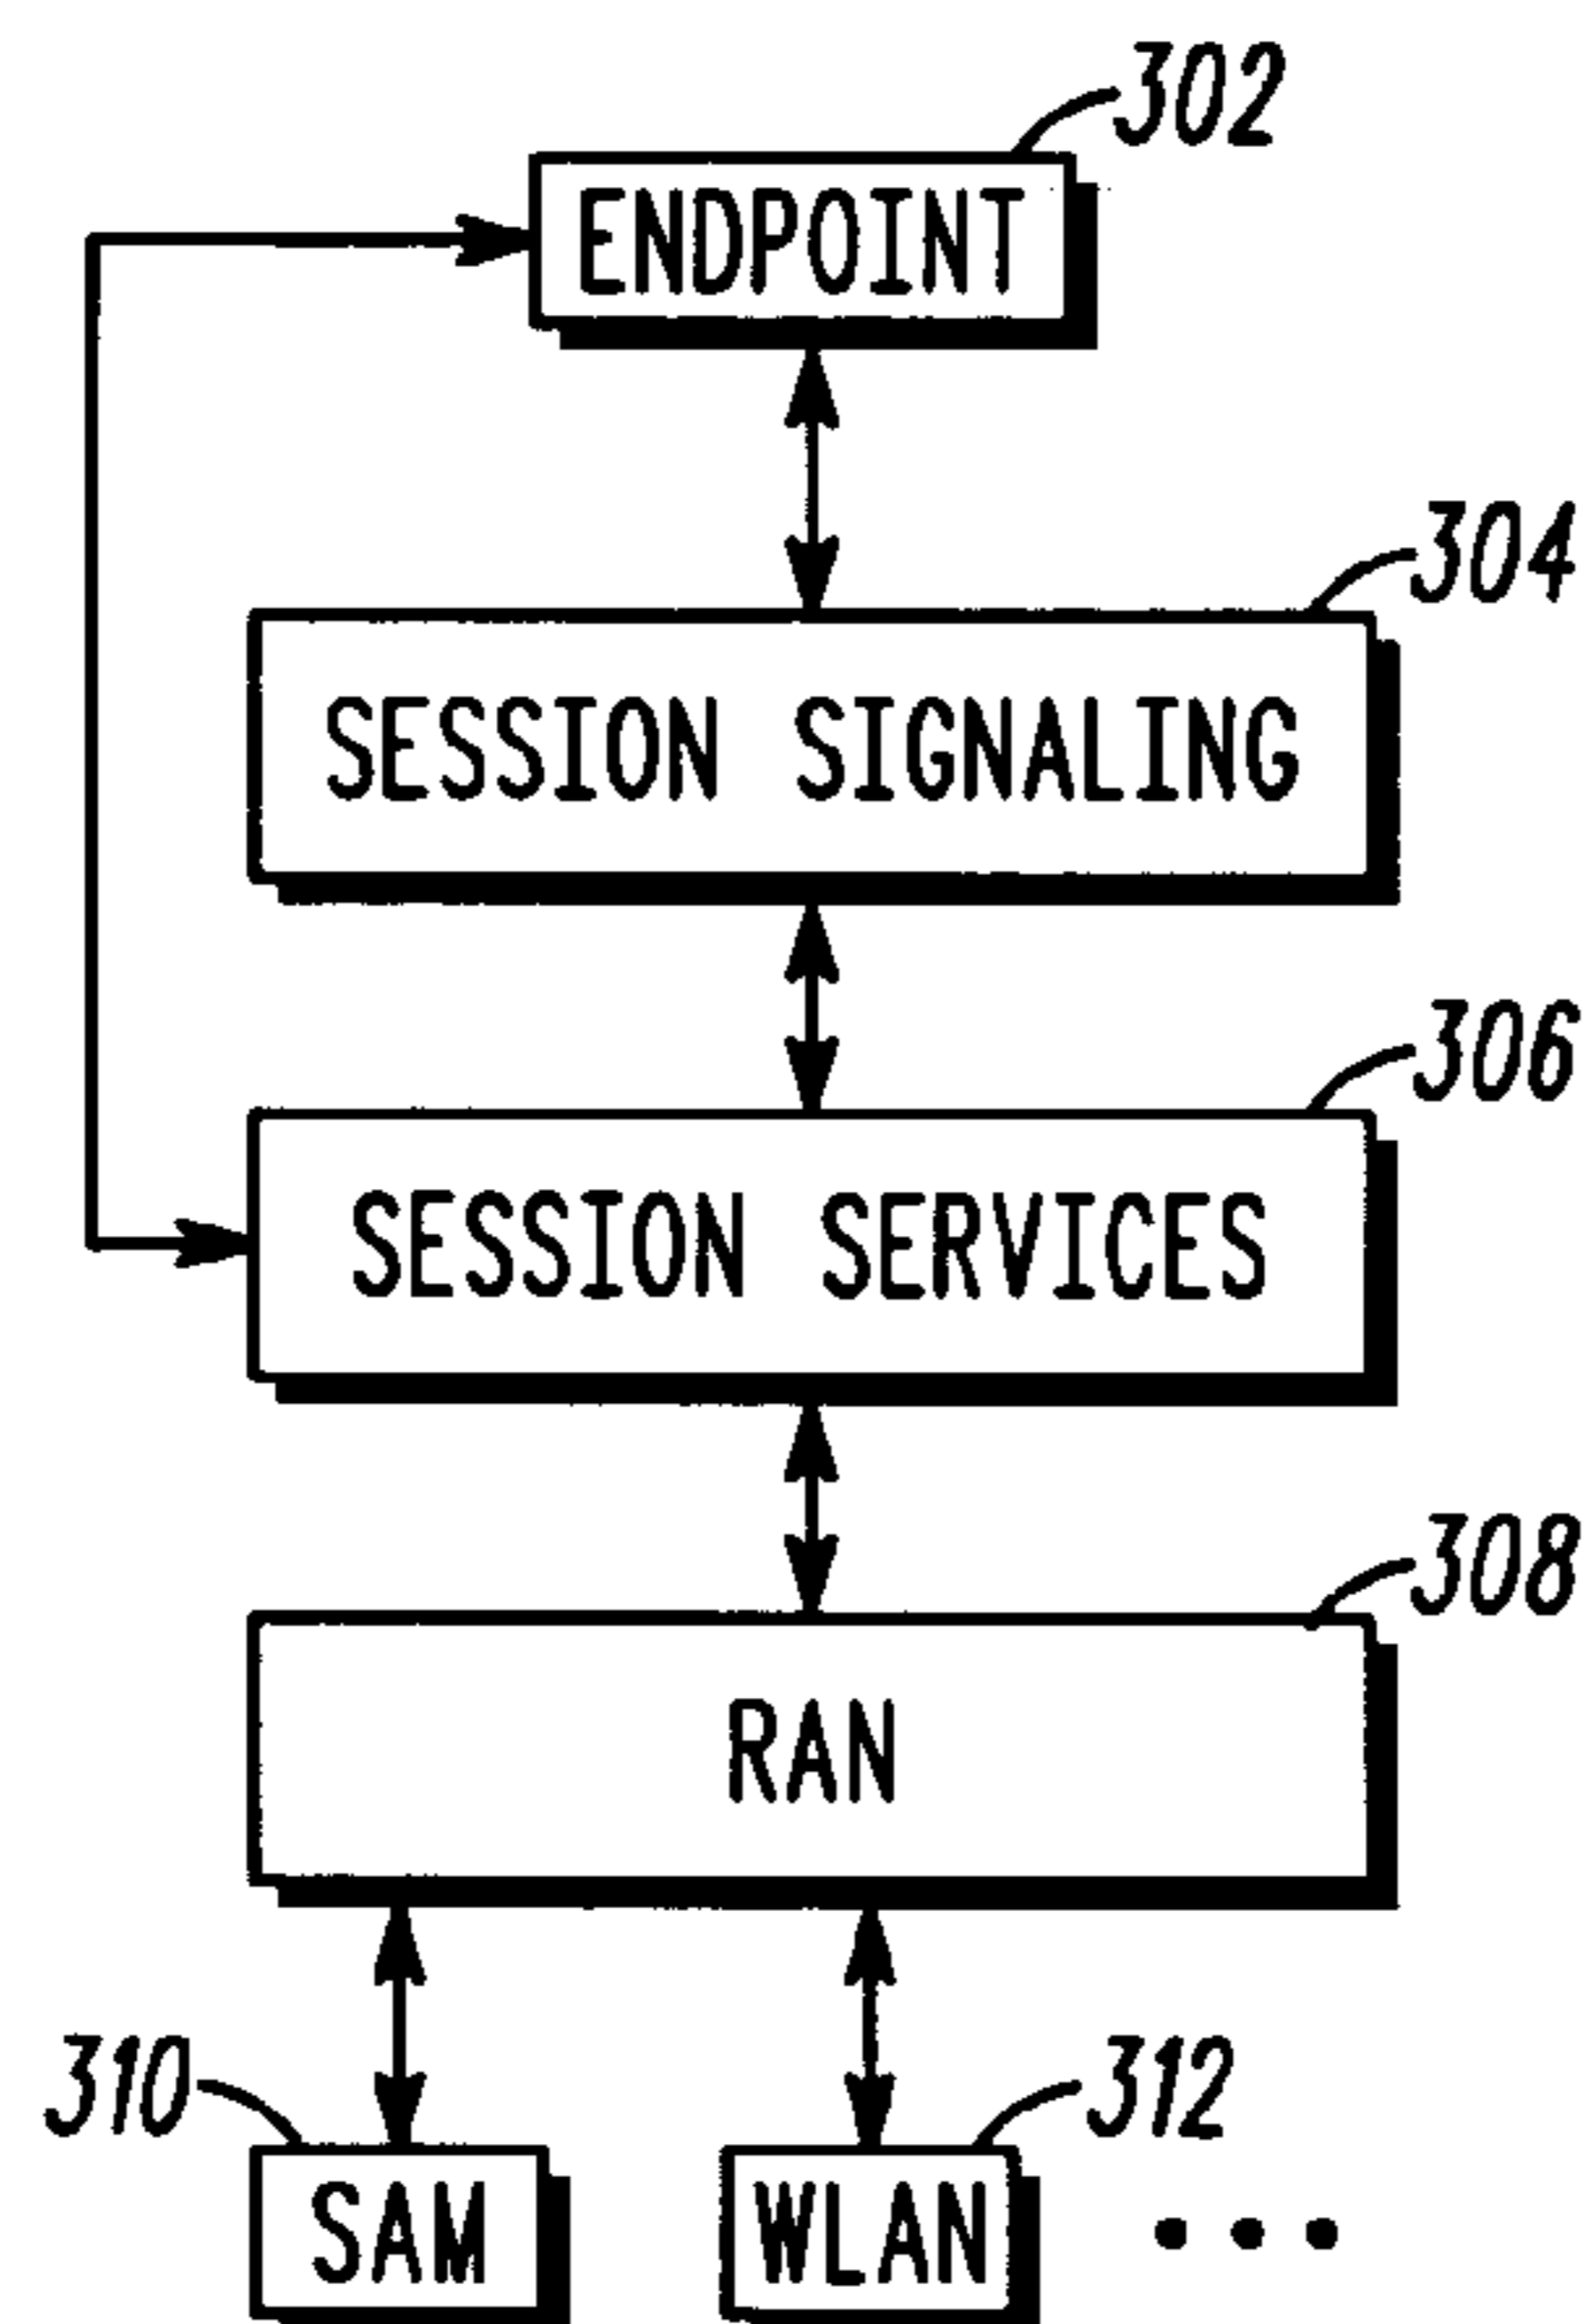 302
ENDPOINT
304
SESSION SIGNALING
306
SESSION SERVICES
308
RAN
310
312
SAM
WLAN